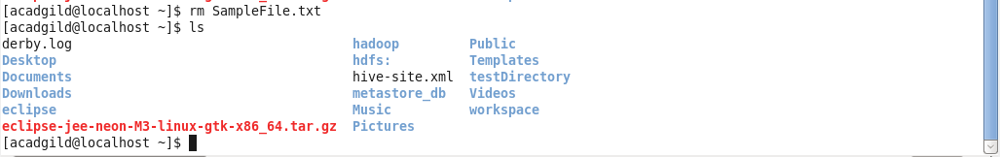 [acadgild@localhost ~]$ rm SampleFile.txt
[acadgild@localhost ~]$ ls
derby.log hadoop Public
Desktop hdfs: Templates
Documents hive-site.xml testDirectory
Downloads metastore_db Videos
eclipse Music workspace
eclipse-jee-neon-M3-linux-gtk-x86_64.tar.gz Pictures
[acadgild@localhost ~]$